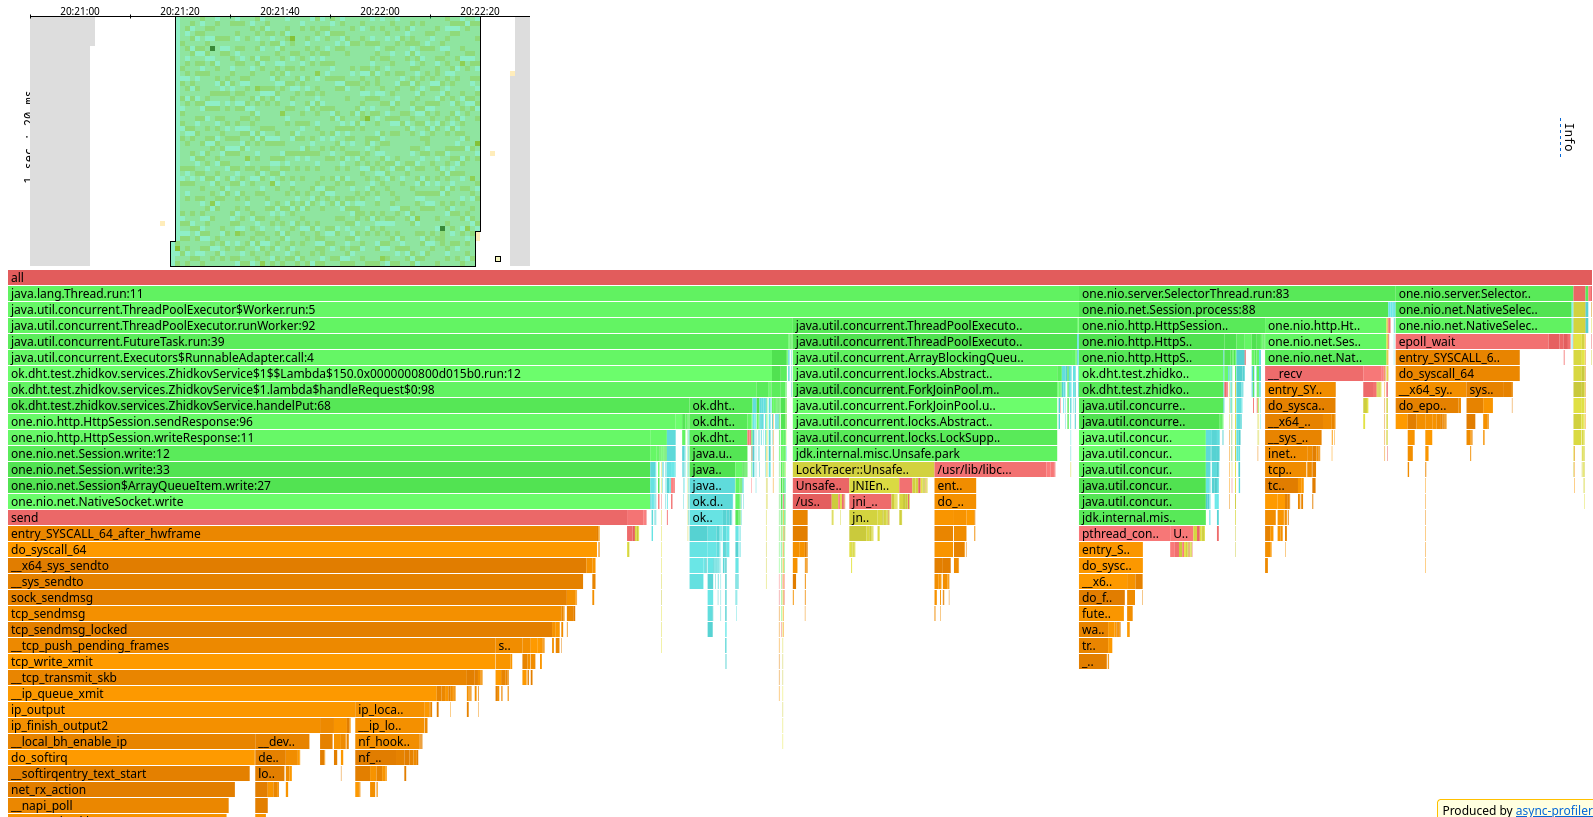 20:21:00 20:21:20 20:21:40 20:22:00 20:22:20
Info
all
java.lang.Thread.run:11 one.nio.server.SelectorThread.run:83 one.nio.server.Selector..
java.util.concurrent.ThreadPoolExecutor$Worker.run:5 one.nio.net.Session.process:88 one.nio.net.NativeSelec..
java.util.concurrent.ThreadPoolExecutor.runWorker:92 java.util.concurrent.ThreadPoolExecuto.. one.nio.http.HttpSession.. one.nio.http.Ht.. one.nio.net.NativeSelec..
java.util.concurrent.FutureTask.run:39 java.util.concurrent.ThreadPoolExecuto.. one.nio.http.HttpS.. one.nio.net.Ses.. epoll_wait
java.util.concurrent.Executors$RunnableAdapter.call:4 java.util.concurrent.ArrayBlockingQueu.. one.nio.http.HttpS.. one.nio.net.Nat.. entry_SYSCALL_6..
ok.dht.test.zhidkov.services.ZhidkovService$1$$Lambda$150.0x0000000800d015b0.run:12 java.util.concurrent.locks.Abstract.. ok.dht.test.zhidko.. __recv do_syscall_64
ok.dht.test.zhidkov.services.ZhidkovService$1.lambda$handleRequest$0:98 java.util.concurrent.ForkJoinPool.m.. ok.dht.test.zhidko.. entry_SY.. __x64_sy.. sys..
ok.dht.test.zhidkov.services.ZhidkovService.handelPut:68 ok.dht.. java.util.concurrent.ForkJoinPool.u.. java.util.concurre.. do_sysca.. do_epo..
one.nio.http.HttpSession.sendResponse:96 ok.dht.. java.util.concurrent.locks.Abstract.. java.util.concurre.. __x64_..
one.nio.http.HttpSession.writeResponse:11 ok.dht.. java.util.concurrent.locks.LockSupp.. java.util.concur.. __sys_..
one.nio.net.Session.write:12 java.u.. jdk.internal.misc.Unsafe.park java.util.concur.. inet..
one.nio.net.Session.write:33 java.. LockTracer::Unsafe.. /usr/lib/libc... java.util.concur.. tcp..
one.nio.net.Session$ArrayQueueItem.write:27 java.. Unsafe.. JNIEn.. ent.. java.util.concur.. tc..
one.nio.net.NativeSocket.write ok.d.. /us.. jni_.. do_.. java.util.concur..
send ok.. jn.. jdk.internal.mis..
entry_SYSCALL_64_after_hwframe pthread_con.. U..
do_syscall_64 entry_S..
__x64_sys_sendto do_sysc..
__sys_sendto __x6..
sock_sendmsg do_f..
tcp_sendmsg fute..
tcp_sendmsg_locked wa..
__tcp_push_pending_frames s.. tr..
tcp_write_xmit _..
__tcp_transmit_skb
__ip_queue_xmit
ip_output ip_loca..
ip_finish_output2 __ip_lo..
__local_bh_enable_ip __dev.. nf_hook..
do_softirq de.. nf_..
__softirqentry_text_start lo..
net_rx_action
__napi_poll
Produced by async-profiler